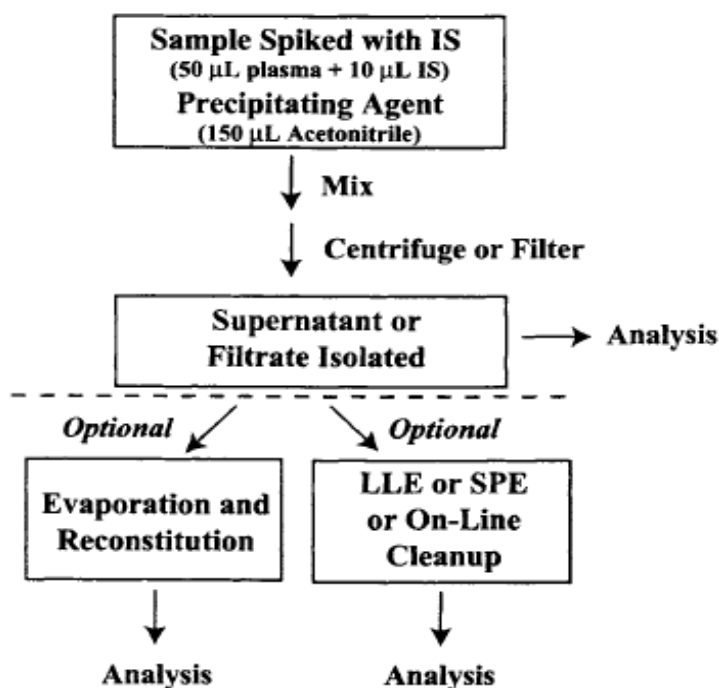 Sample Spiked with IS
(50 µL plasma + 10 µL IS)
Precipitating Agent
(150 µL Acetonitrile)
Mix
Centrifuge or Filter
Supernatant or
Filtrate Isolated
Analysis
Optional
Optional
Evaporation and
Reconstitution
LLE or SPE
or On-Line
Cleanup
Analysis
Analysis